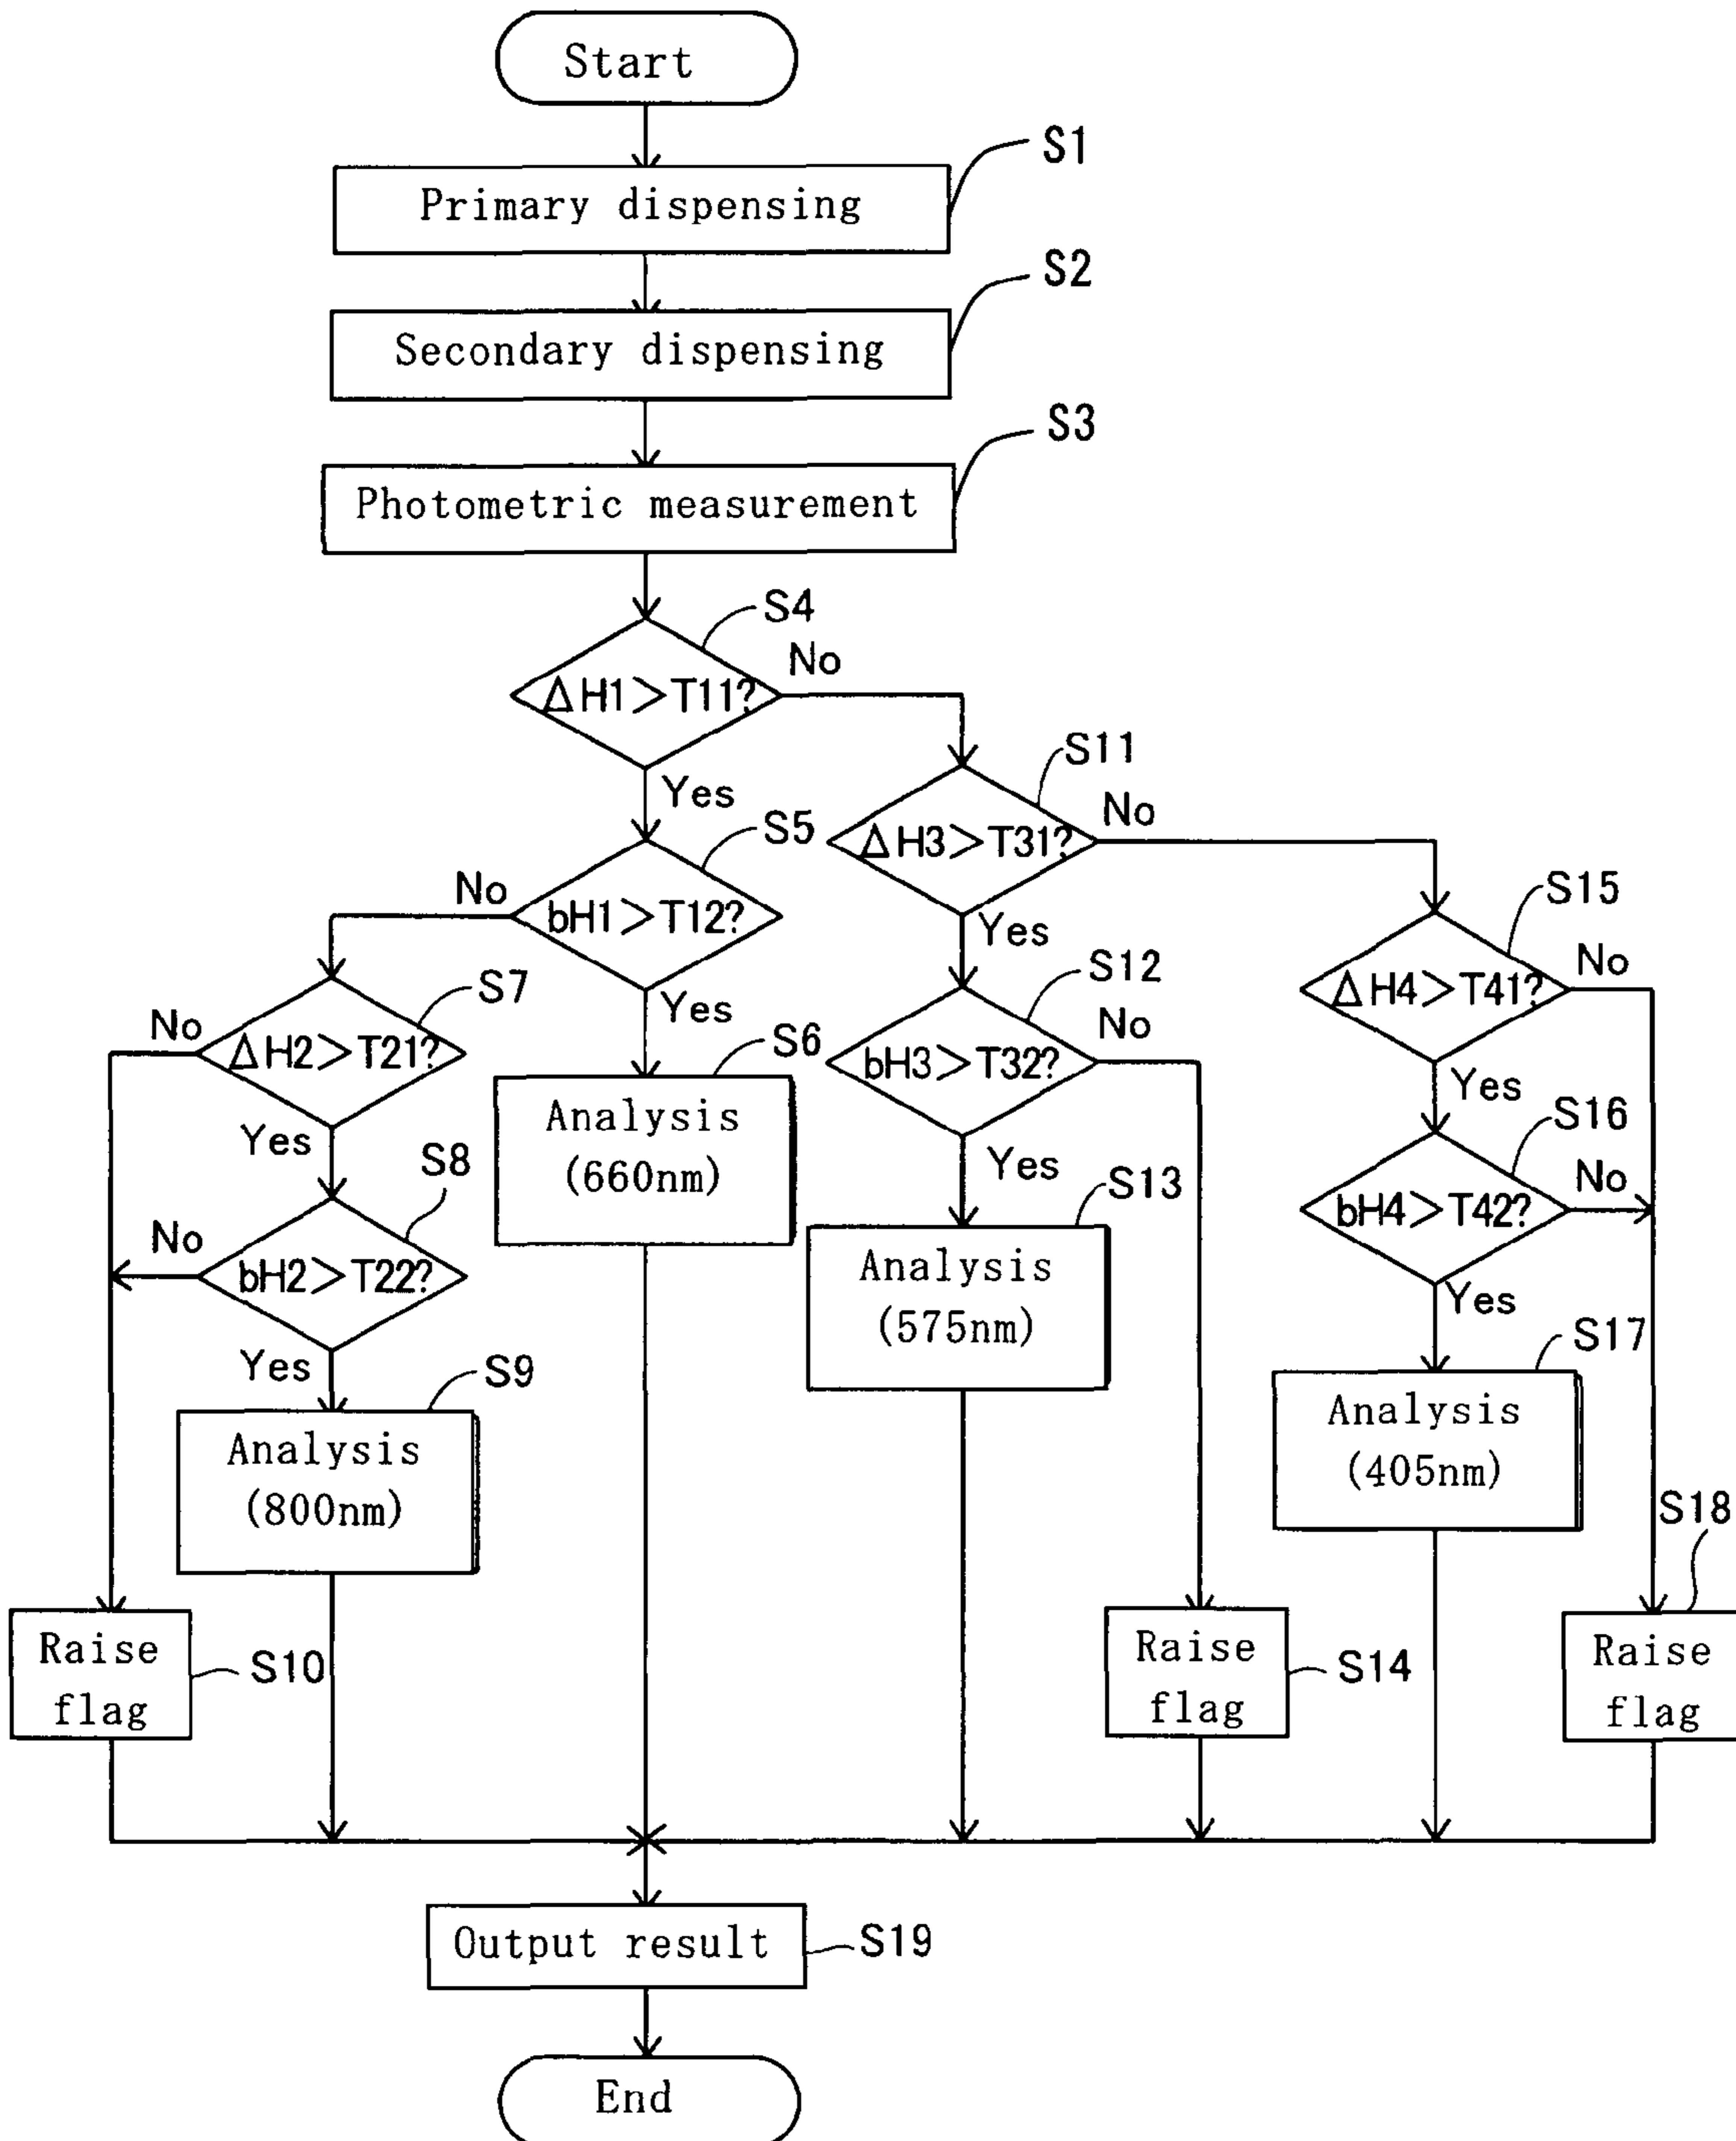 Start
S1
Primary dispensing
S2
Secondary dispensing
S3
Photometric measurement
S4
No
ΔH1>T11?
Yes
S11
No
ΔH3>T31?
Yes
S5
No
bH1>T12?
Yes
S15
No
ΔH4>T41?
Yes
S7
No
ΔH2>T21?
Yes
S12
No
bH3>T32?
Yes
S6
Analysis
(660nm)
S16
No
bH4>T42?
Yes
S8
No
bH2>T22?
Yes
S13
Analysis
(575nm)
S9
Analysis
(800nm)
S17
Analysis
(405nm)
S18
Raise
flag
S10
Raise
flag
S14
Raise
flag
Output result
S19
End